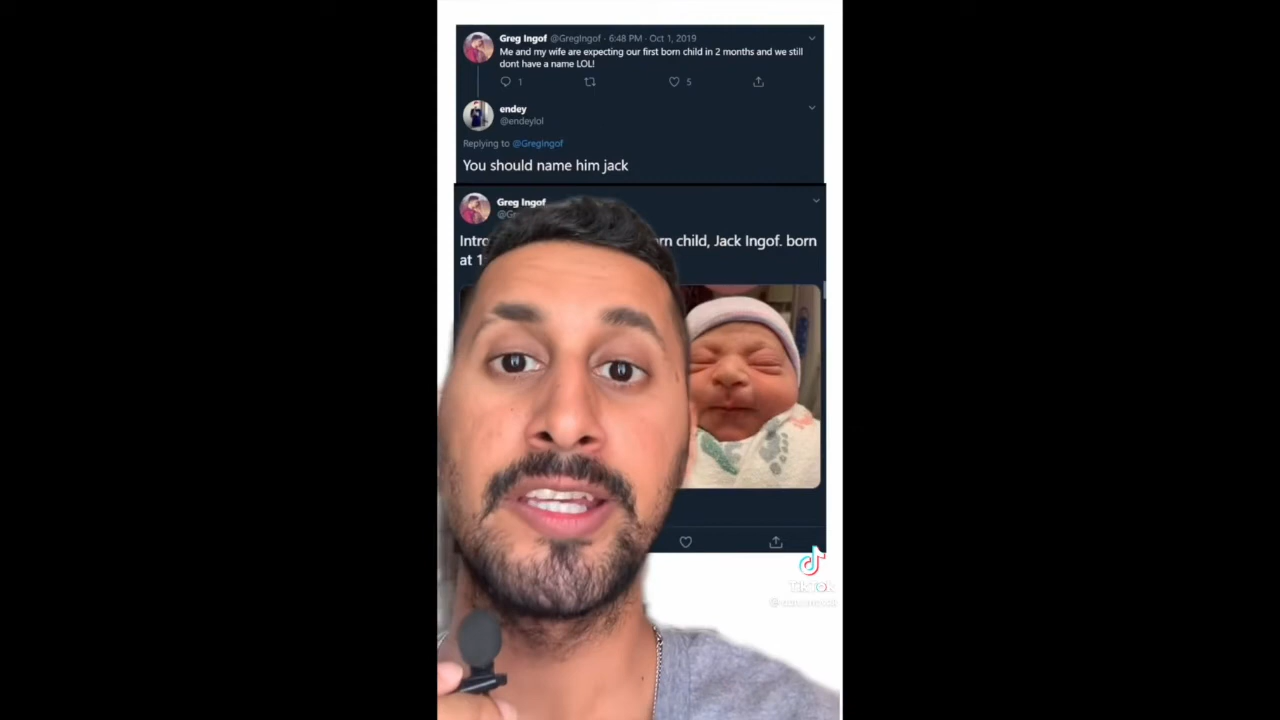 Greg Ingof @GregIngof · 6:48 PM · Oct 1, 2019
Me and my wife are expecting our first born child in 2 months and we still
dont have a name LOL!
1
5
endey
@endeylol
Replying to @GregIngof
You should name him jack
Greg Ingof
child, Jack Ingof. born
at 1
TikTok